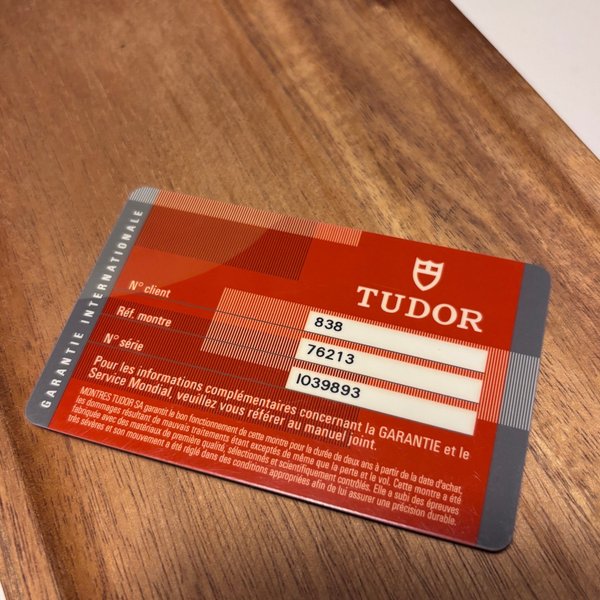 GARANTIE INTERNATIONALE
TUDOR
N° client 838
Réf. montre 76213
N° série I039893
Pour les informations complémentaires concernant la GARANTIE et le
Service Mondial, veuillez vous référer au manuel joint.
MONTRES TUDOR SA garantit le bon fonctionnement de cette montre pour la durée de deux ans à partir de la date d'achat,
les dommages résultant de mauvais traitements étant exceptés de même que la perte et le vol. Cette montre a été
fabriquée avec des matériaux de première qualité, sélectionnés et scientifiquement contrôlés. Elle a subi des épreuves
très sévères et son mouvement a été réglé dans des conditions appropriées afin de lui assurer une précision durable.